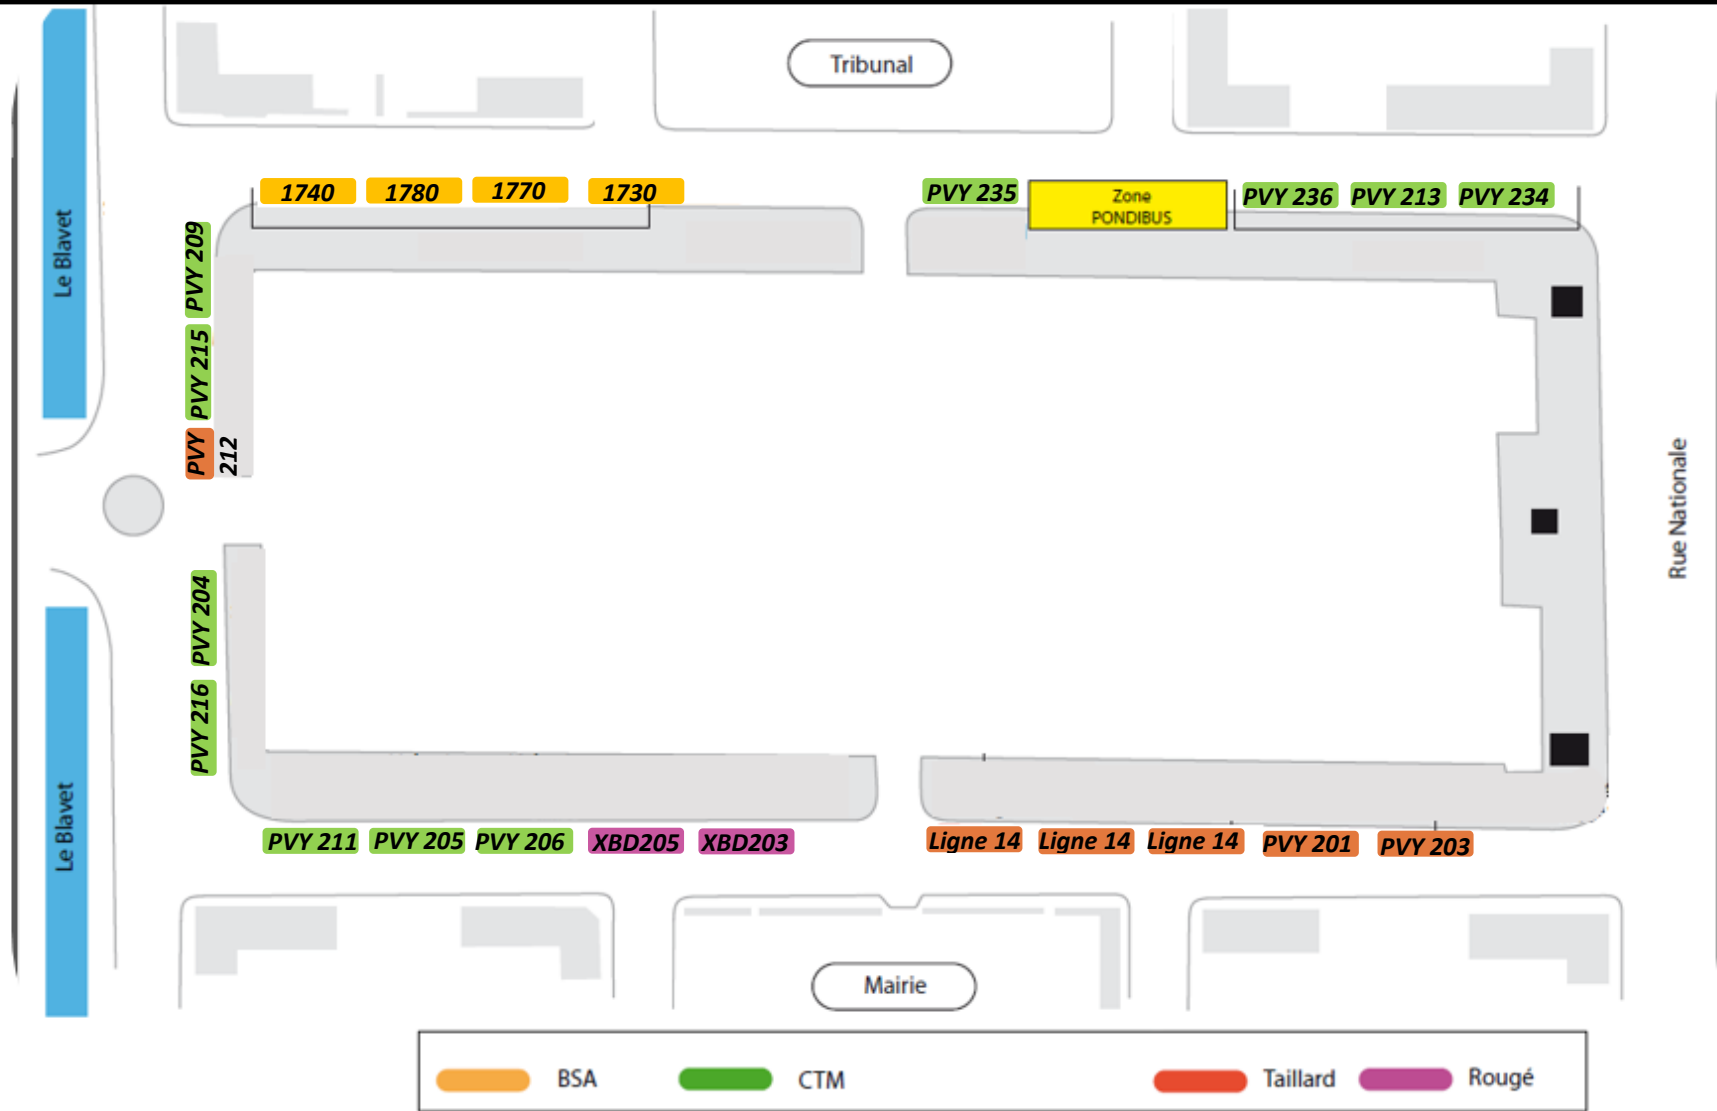 Tribunal
1740 1780 1770 1730
PVY 235
Zone
PONDIBUS
PVY 236 PVY 213 PVY 234
Le Blavet
PVY 209
PVY 215
PVY
212
Rue Nationale
PVY 204
PVY 216
Le Blavet
PVY 211 PVY 205 PVY 206 XBD205 XBD203
Ligne 14 Ligne 14 Ligne 14 PVY 201 PVY 203
Mairie
BSA CTM Taillard Rougé